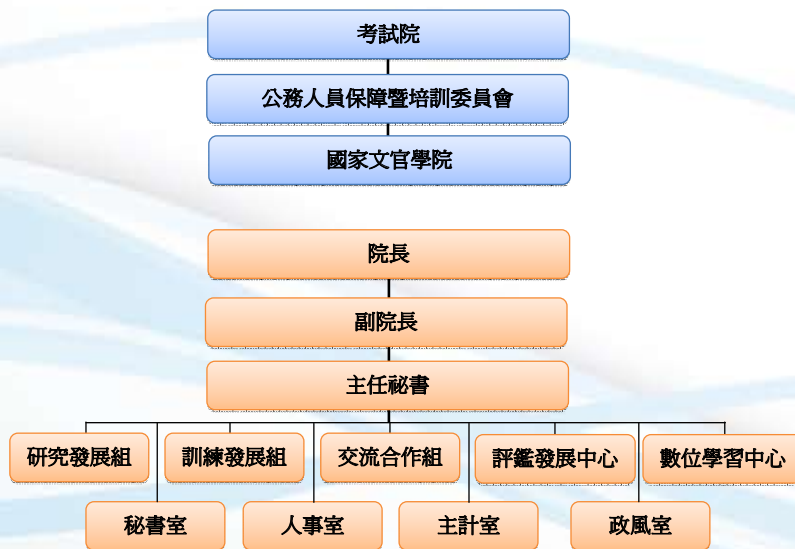 考試院
公務人員保障暨培訓委員會
國家文官學院
院長
副院長
主任祕書
研究發展組
訓練發展組
交流合作組
評鑑發展中心
數位學習中心
秘書室
人事室
主計室
政風室